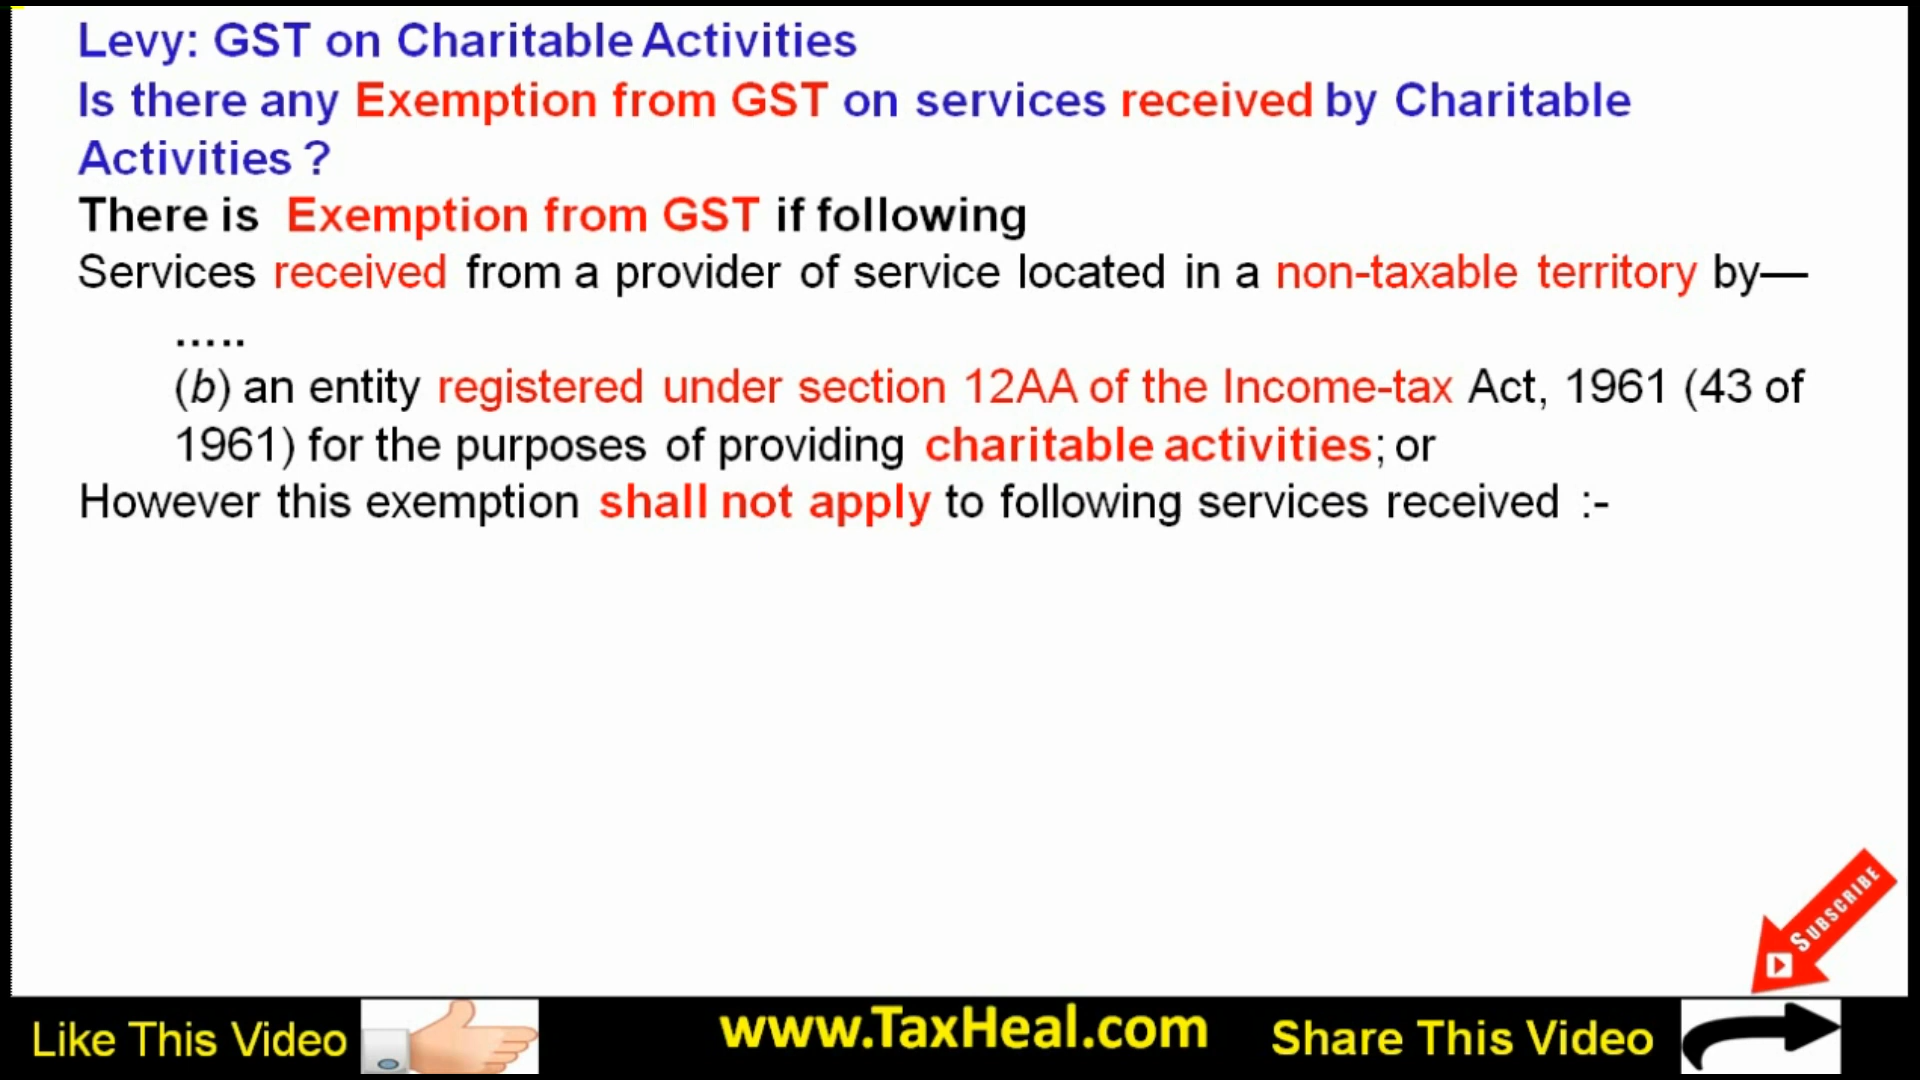 Levy: GST on Charitable Activities
Is there any Exemption from GST on services received by Charitable
Activities ?
There is Exemption from GST if following
Services received from a provider of service located in a non-taxable territory by—
.....
(b) an entity registered under section 12AA of the Income-tax Act, 1961 (43 of
1961) for the purposes of providing charitable activities; or
However this exemption shall not apply to following services received :-
SUBSCRIBE
Like This Video
www.TaxHeal.com
Share This Video